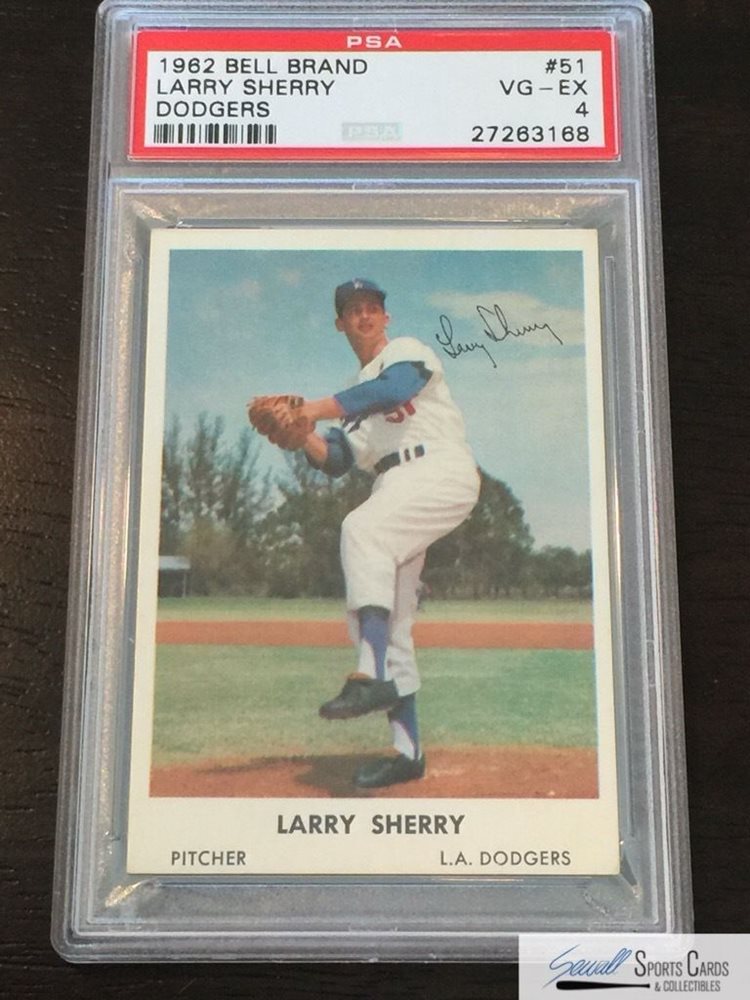 PSA
1962 BELL BRAND #51
LARRY SHERRY VG-EX
DODGERS 4
PSA 27263168
Larry Sherry
51
LARRY SHERRY
PITCHER L.A. DODGERS
Sewall SPORTS CARDS
& COLLECTIBLES